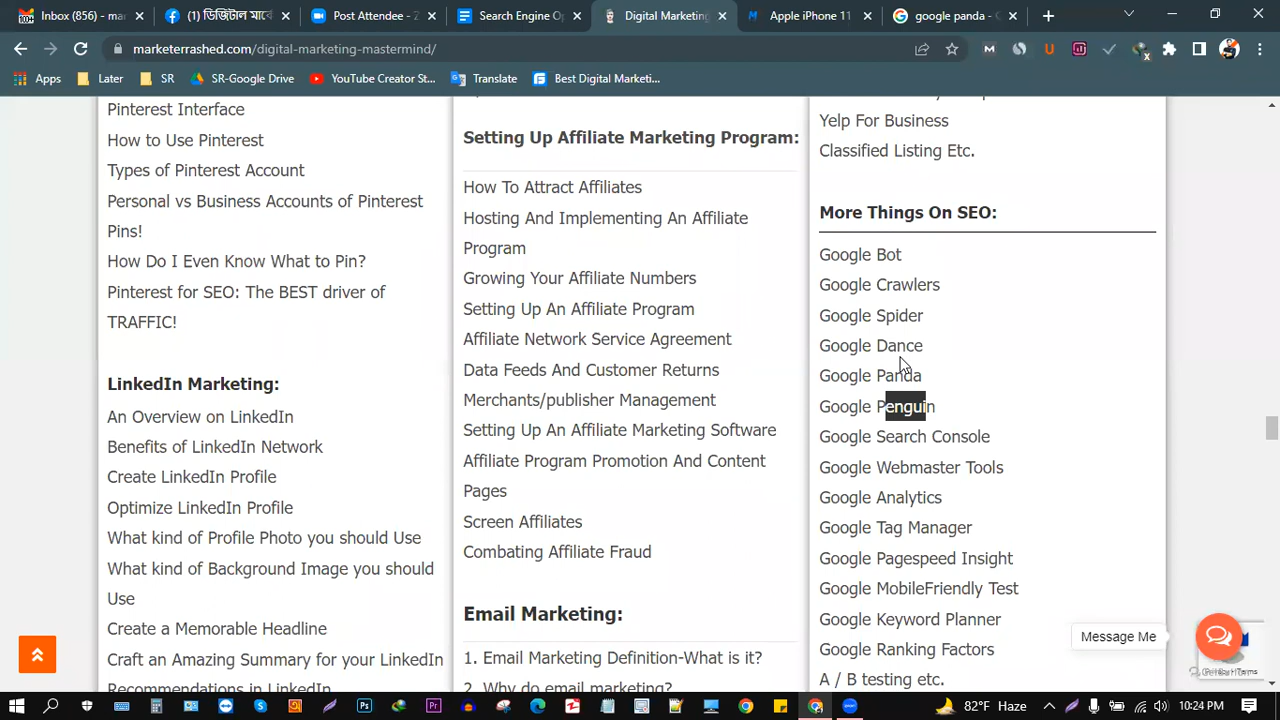 Inbox (856) - ma
(1) ডিজিটাল মার্কে
Post Attendee - Z
Search Engine Op
Digital Marketing
Apple iPhone 11
google panda - G
marketerrashed.com/digital-marketing-mastermind/
Apps
Later
SR
SR-Google Drive
YouTube Creator St...
Translate
Best Digital Marketi...
Pinterest Interface
How to Use Pinterest
Types of Pinterest Account
Personal vs Business Accounts of Pinterest
Pins!
How Do I Even Know What to Pin?
Pinterest for SEO: The BEST driver of
TRAFFIC!
LinkedIn Marketing:
An Overview on LinkedIn
Benefits of LinkedIn Network
Create LinkedIn Profile
Optimize LinkedIn Profile
What kind of Profile Photo you should Use
What kind of Background Image you should
Use
Create a Memorable Headline
Craft an Amazing Summary for your LinkedIn
Recommendations in LinkedIn
Setting Up Affiliate Marketing Program:
How To Attract Affiliates
Hosting And Implementing An Affiliate
Program
Growing Your Affiliate Numbers
Setting Up An Affiliate Program
Affiliate Network Service Agreement
Data Feeds And Customer Returns
Merchants/publisher Management
Setting Up An Affiliate Marketing Software
Affiliate Program Promotion And Content
Pages
Screen Affiliates
Combating Affiliate Fraud
Email Marketing:
1. Email Marketing Definition-What is it?
2. Why do email marketing?
Yelp For Business
Classified Listing Etc.
More Things On SEO:
Google Bot
Google Crawlers
Google Spider
Google Dance
Google Panda
Google Penguin
Google Search Console
Google Webmaster Tools
Google Analytics
Google Tag Manager
Google Pagespeed Insight
Google MobileFriendly Test
Google Keyword Planner
Google Ranking Factors
A / B testing etc.
Message Me
82°F Haze
10:24 PM